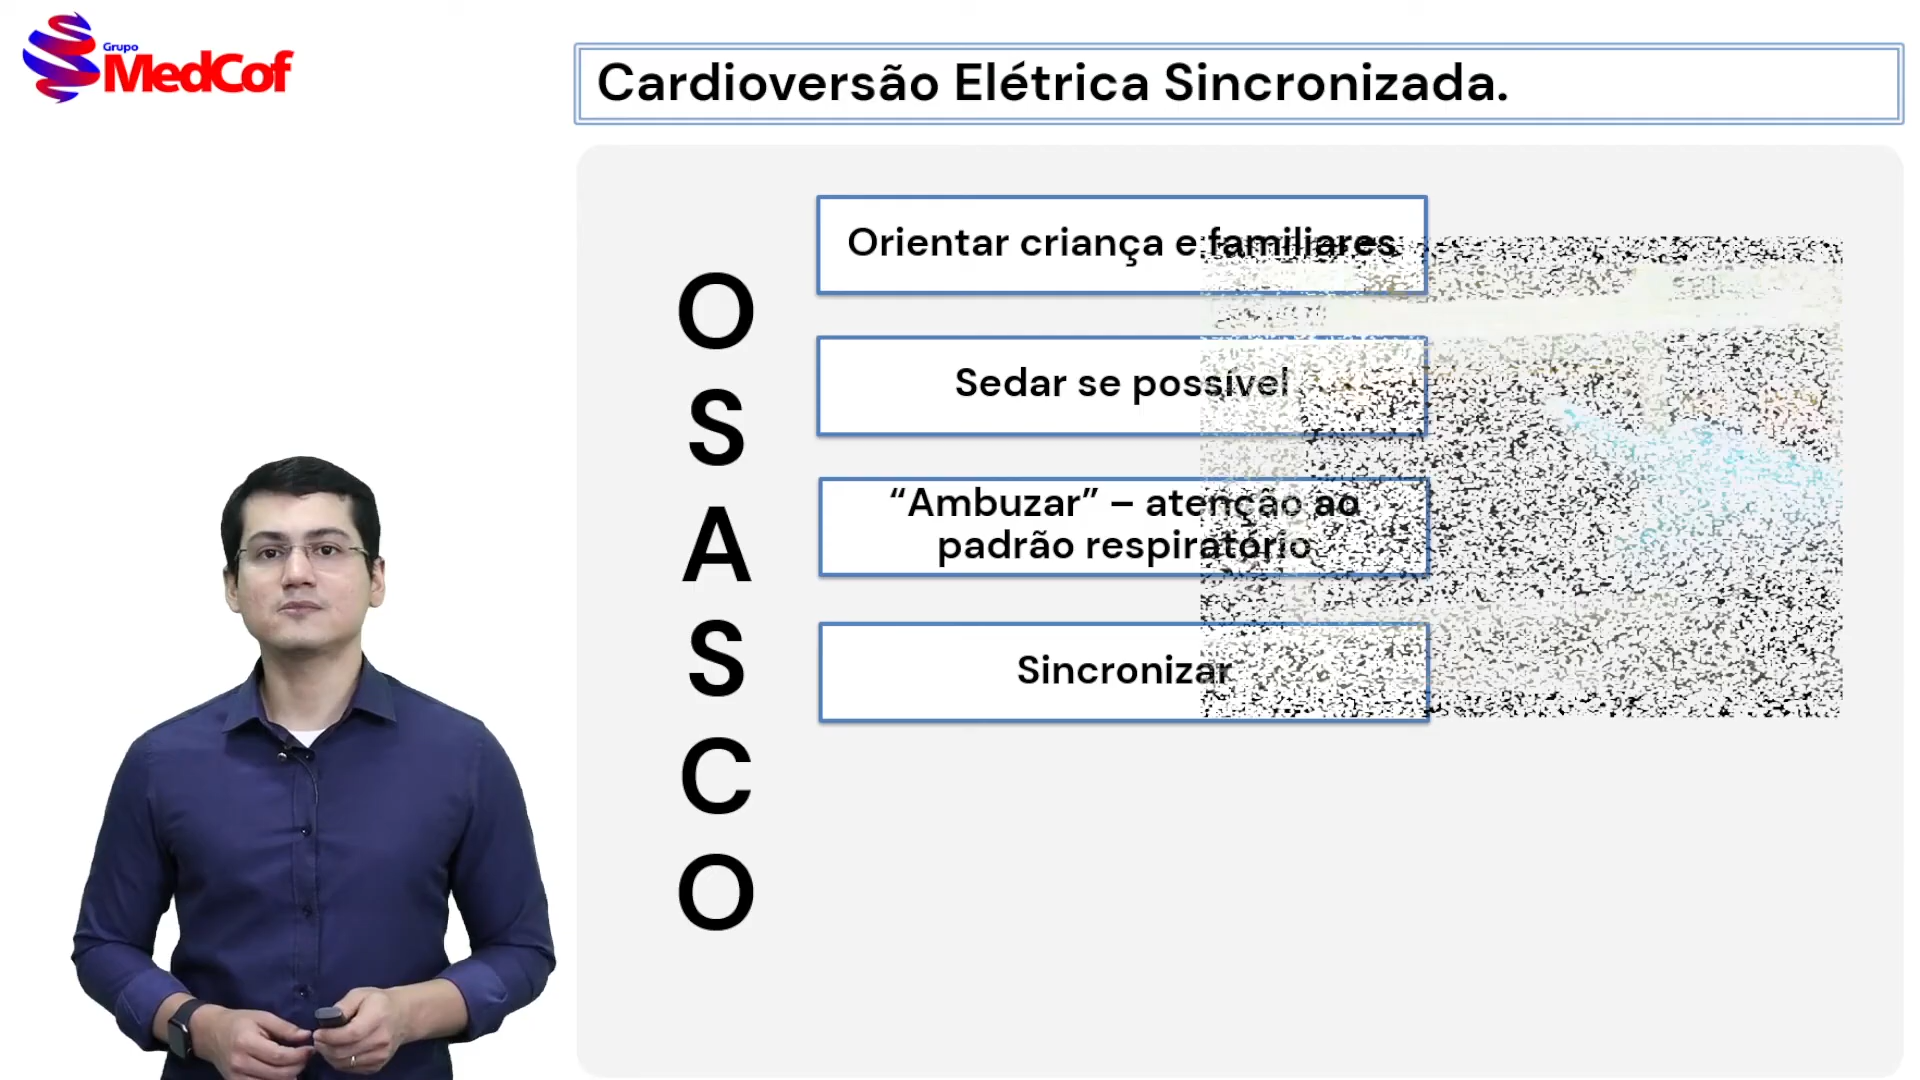 Grupo
MedCof
Cardioversão Elétrica Sincronizada.
O
S
A
S
C
O
Orientar criança e familiares
Sedar se possível
“Ambuzar” – atenção ao
padrão respiratório
Sincronizar